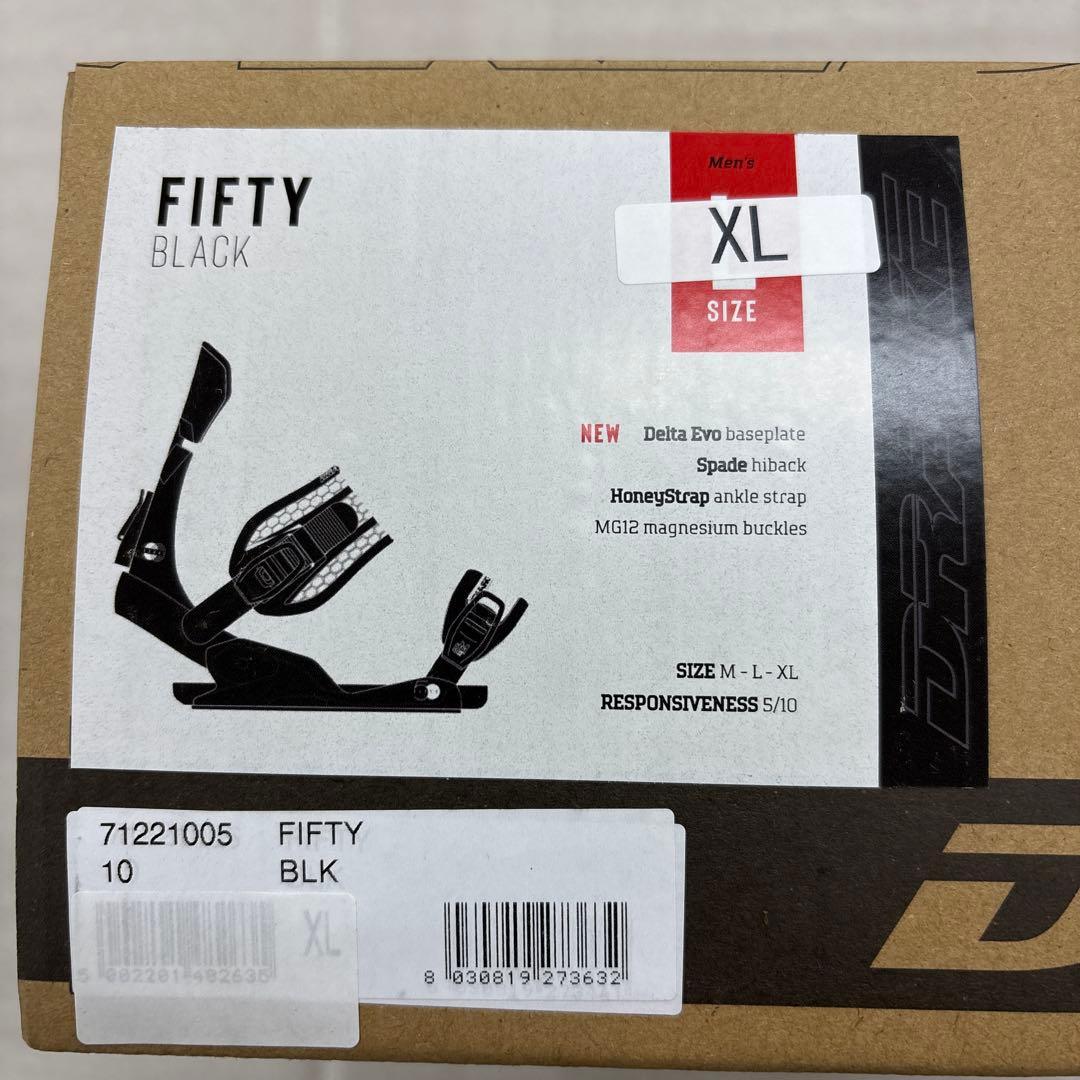 FIFTY
BLACK
Men's
XL
SIZE
DRAKE
NEW Delta Evo baseplate
Spade hiback
HoneyStrap ankle strap
MG12 magnesium buckles
SIZE M - L - XL
RESPONSIVENESS 5/10
71221005 FIFTY
10 BLK
XL
8 030819 273632